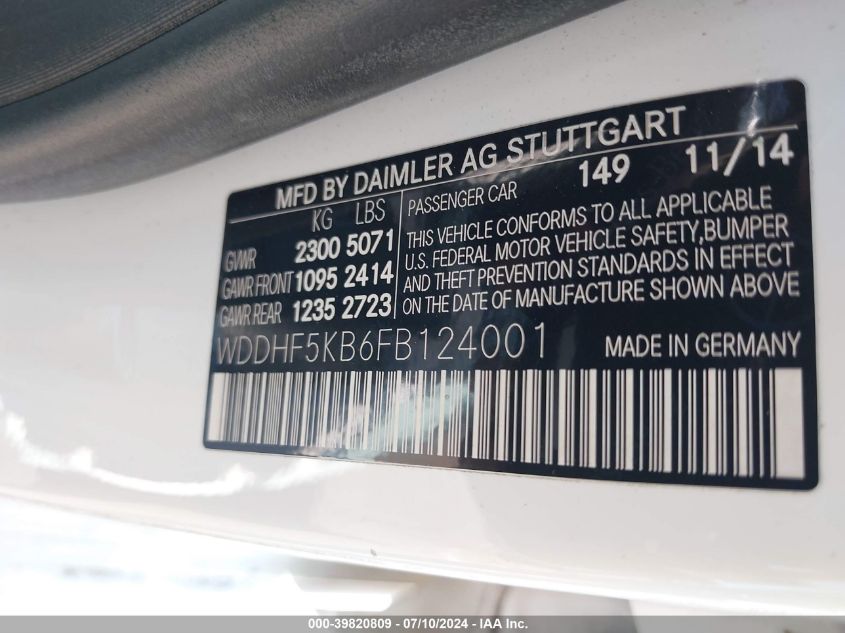 MFD BY DAIMLER AG STUTTGART
KG LBS
GVWR 2300 5071
GAWR FRONT 1095 2414
GAWR REAR 1235 2723
PASSENGER CAR 149 11/14
THIS VEHICLE CONFORMS TO ALL APPLICABLE
U.S. FEDERAL MOTOR VEHICLE SAFETY,BUMPER
AND THEFT PREVENTION STANDARDS IN EFFECT
ON THE DATE OF MANUFACTURE SHOWN ABOVE
WDDHF5KB6FB124001 MADE IN GERMANY
000-39820809 - 07/10/2024 - IAA Inc.